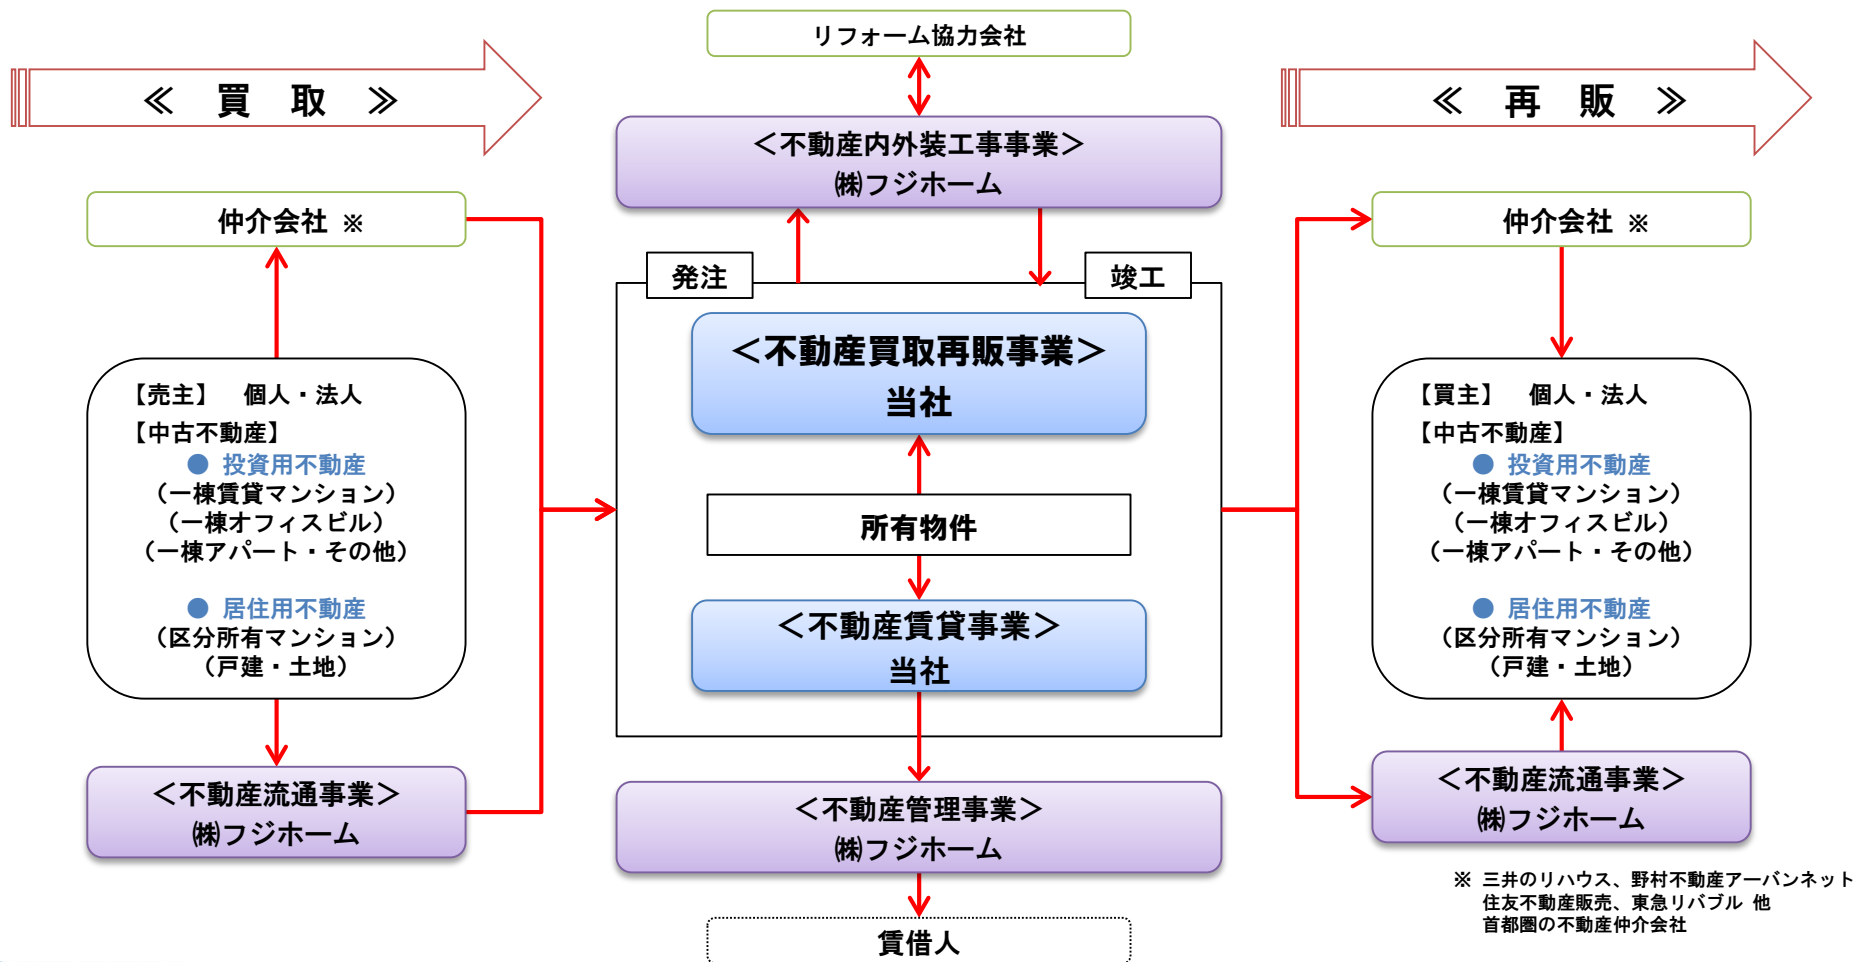 リフォーム協力会社
≪ 買 取 ≫
≪ 再 販 ≫
＜不動産内外装工事事業＞
㈱フジホーム
仲介会社 ※
仲介会社 ※
発注
竣工
＜不動産買取再販事業＞
当社
【売主】 個人・法人
【中古不動産】
● 投資用不動産
（一棟賃貸マンション）
（一棟オフィスビル）
（一棟アパート・その他）
● 居住用不動産
（区分所有マンション）
（戸建・土地）
所有物件
＜不動産賃貸事業＞
当社
【買主】 個人・法人
【中古不動産】
● 投資用不動産
（一棟賃貸マンション）
（一棟オフィスビル）
（一棟アパート・その他）
● 居住用不動産
（区分所有マンション）
（戸建・土地）
＜不動産流通事業＞
㈱フジホーム
＜不動産管理事業＞
㈱フジホーム
＜不動産流通事業＞
㈱フジホーム
賃借人
※ 三井のリハウス、野村不動産アーバンネット
住友不動産販売、東急リバブル 他
首都圏の不動産仲介会社